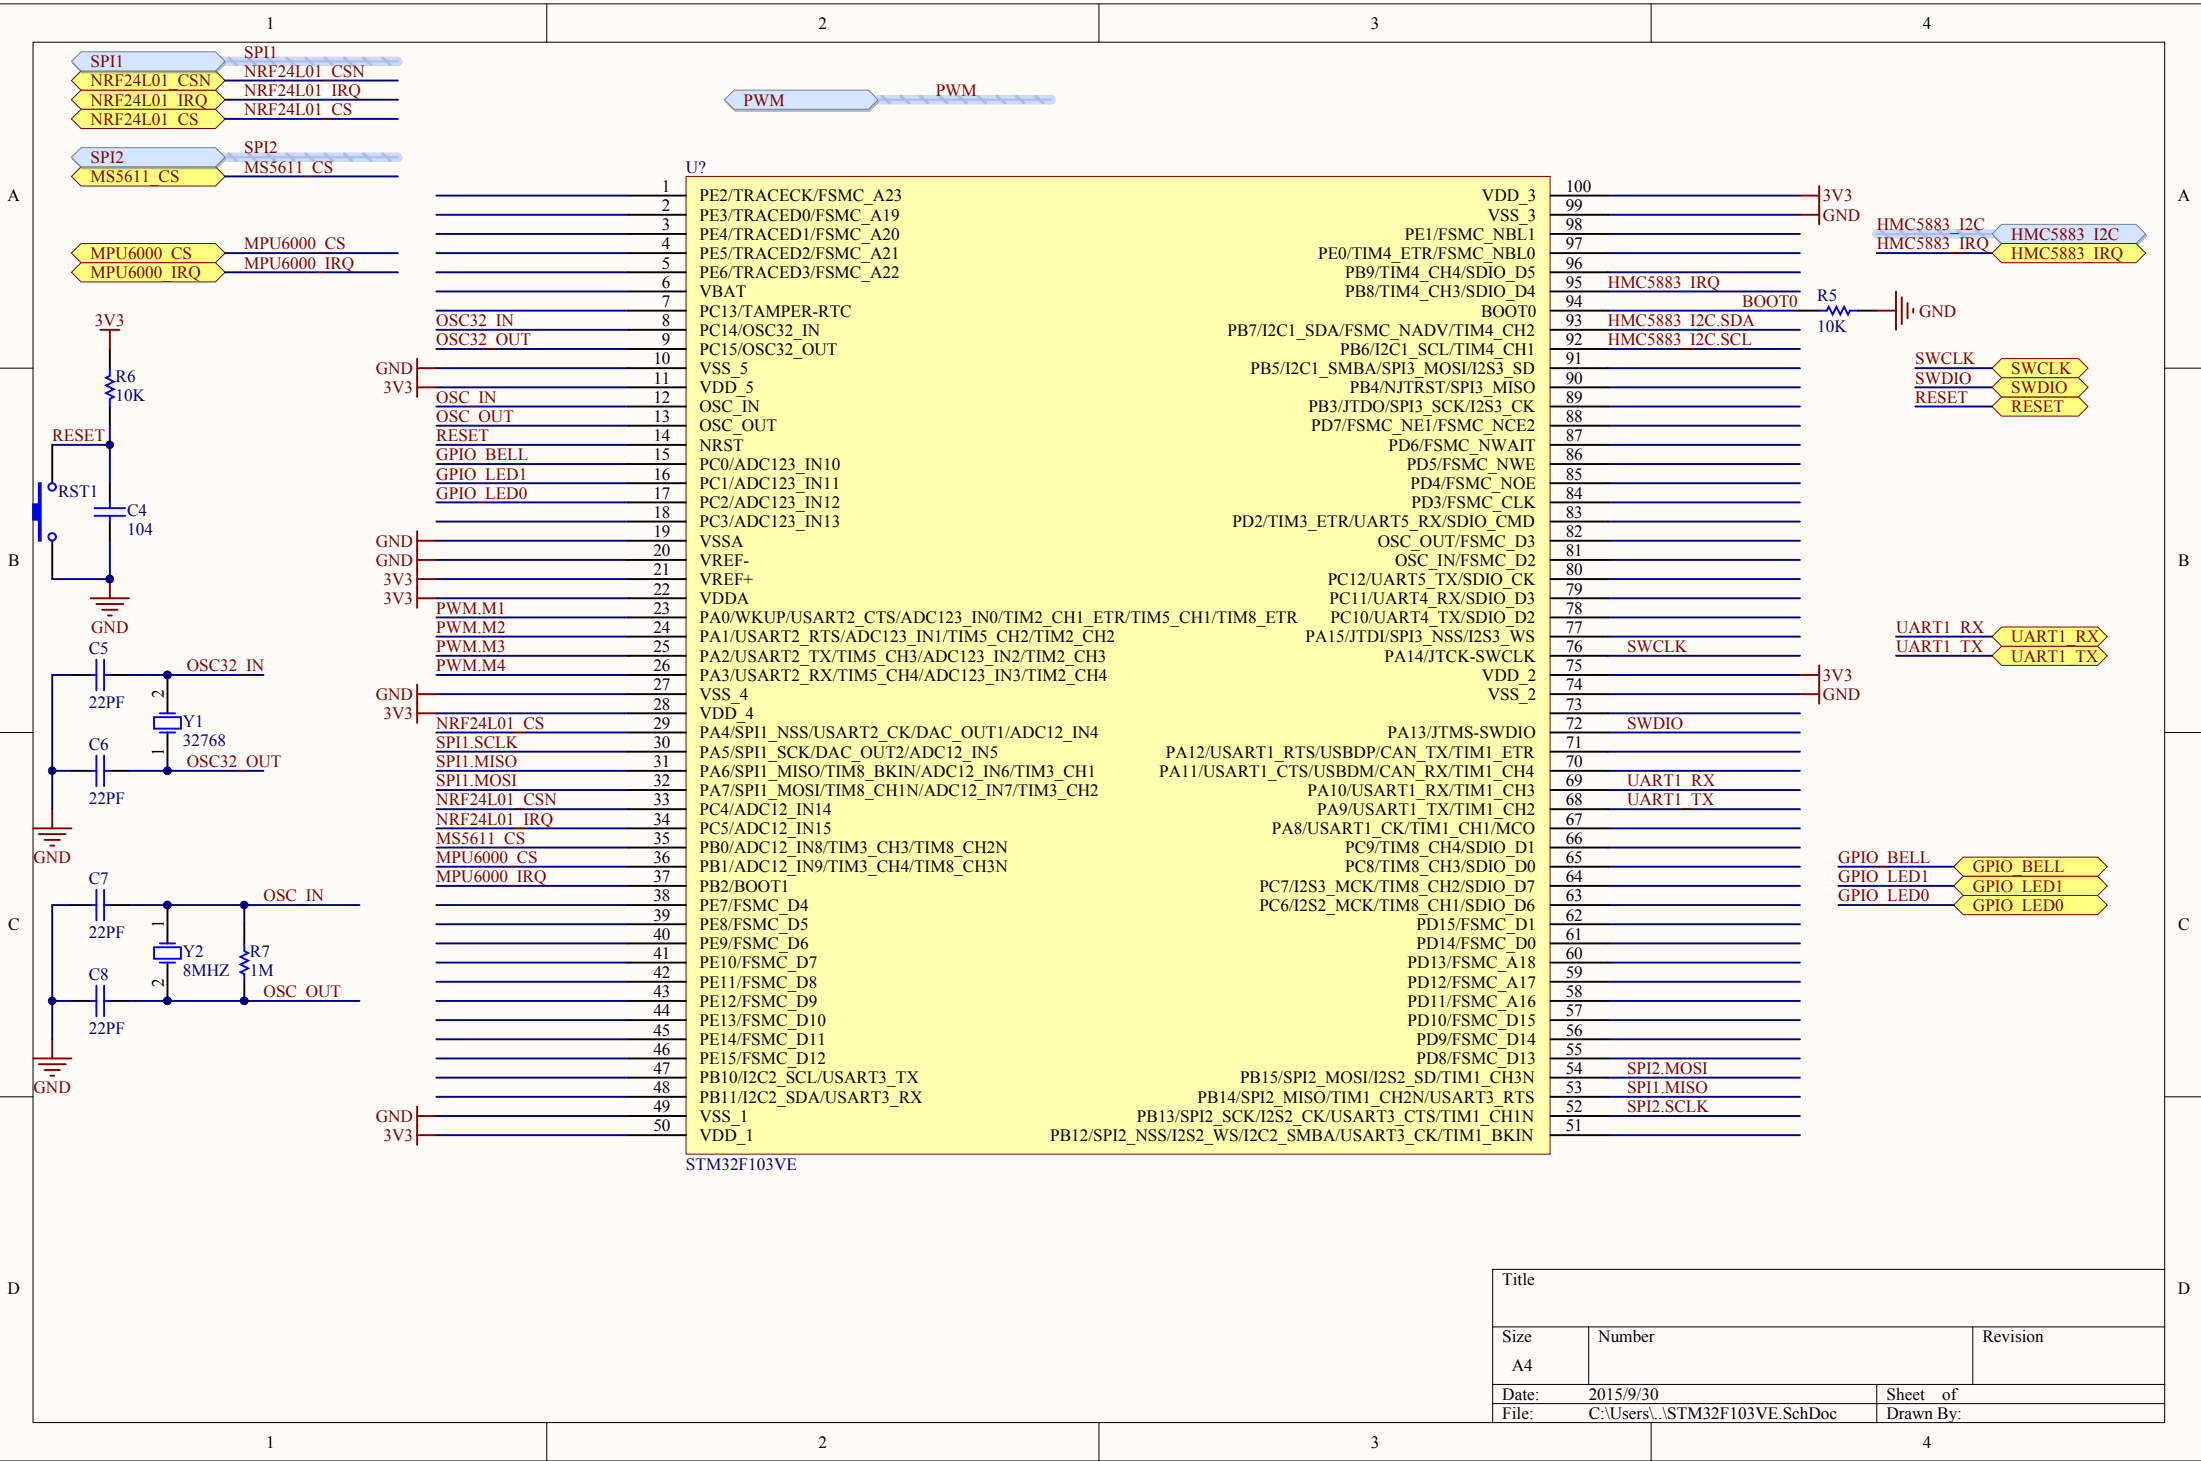 1 2 3 4
A
B
C
D
A
B
C
D
SPI1 SPI1
NRF24L01_CSN NRF24L01_CSN
NRF24L01_IRQ NRF24L01_IRQ
NRF24L01_CS NRF24L01_CS
SPI2 SPI2
MS5611_CS MS5611_CS
MPU6000_CS MPU6000_CS
MPU6000_IRQ MPU6000_IRQ
PWM PWM
3V3
R6
10K
RESET
RST1
C4
104
GND
C5
OSC32_IN
22PF
2
Y1
32768
1
C6
OSC32_OUT
22PF
GND
C7
OSC_IN
22PF
1
Y2
8MHZ
2
R7
1M
C8
OSC_OUT
22PF
GND
U?
1 PE2/TRACECK/FSMC_A23
2 PE3/TRACED0/FSMC_A19
3 PE4/TRACED1/FSMC_A20
4 PE5/TRACED2/FSMC_A21
5 PE6/TRACED3/FSMC_A22
6 VBAT
7 PC13/TAMPER-RTC
OSC32_IN 8 PC14/OSC32_IN
OSC32_OUT 9 PC15/OSC32_OUT
GND 10 VSS_5
3V3 11 VDD_5
OSC_IN 12 OSC_IN
OSC_OUT 13 OSC_OUT
RESET 14 NRST
GPIO_BELL 15 PC0/ADC123_IN10
GPIO_LED1 16 PC1/ADC123_IN11
GPIO_LED0 17 PC2/ADC123_IN12
18 PC3/ADC123_IN13
GND 19 VSSA
GND 20 VREF-
3V3 21 VREF+
3V3 22 VDDA
PWM.M1 23 PA0/WKUP/USART2_CTS/ADC123_IN0/TIM2_CH1_ETR/TIM5_CH1/TIM8_ETR
PWM.M2 24 PA1/USART2_RTS/ADC123_IN1/TIM5_CH2/TIM2_CH2
PWM.M3 25 PA2/USART2_TX/TIM5_CH3/ADC123_IN2/TIM2_CH3
PWM.M4 26 PA3/USART2_RX/TIM5_CH4/ADC123_IN3/TIM2_CH4
GND 27 VSS_4
3V3 28 VDD_4
NRF24L01_CS 29 PA4/SPI1_NSS/USART2_CK/DAC_OUT1/ADC12_IN4
SPI1.SCLK 30 PA5/SPI1_SCK/DAC_OUT2/ADC12_IN5
SPI1.MISO 31 PA6/SPI1_MISO/TIM8_BKIN/ADC12_IN6/TIM3_CH1
SPI1.MOSI 32 PA7/SPI1_MOSI/TIM8_CH1N/ADC12_IN7/TIM3_CH2
NRF24L01_CSN 33 PC4/ADC12_IN14
NRF24L01_IRQ 34 PC5/ADC12_IN15
MS5611_CS 35 PB0/ADC12_IN8/TIM3_CH3/TIM8_CH2N
MPU6000_CS 36 PB1/ADC12_IN9/TIM3_CH4/TIM8_CH3N
MPU6000_IRQ 37 PB2/BOOT1
38 PE7/FSMC_D4
39 PE8/FSMC_D5
40 PE9/FSMC_D6
41 PE10/FSMC_D7
42 PE11/FSMC_D8
43 PE12/FSMC_D9
44 PE13/FSMC_D10
45 PE14/FSMC_D11
46 PE15/FSMC_D12
47 PB10/I2C2_SCL/USART3_TX
48 PB11/I2C2_SDA/USART3_RX
GND 49 VSS_1
3V3 50 VDD_1
VDD_3 100 3V3
VSS_3 99 GND
PE1/FSMC_NBL1 98
PE0/TIM4_ETR/FSMC_NBL0 97
PB9/TIM4_CH4/SDIO_D5 96
PB8/TIM4_CH3/SDIO_D4 95 HMC5883_IRQ
BOOT0 94 BOOT0 R5 10K GND
PB7/I2C1_SDA/FSMC_NADV/TIM4_CH2 93 HMC5883_I2C.SDA
PB6/I2C1_SCL/TIM4_CH1 92 HMC5883_I2C.SCL
PB5/I2C1_SMBA/SPI3_MOSI/I2S3_SD 91
PB4/NJTRST/SPI3_MISO 90
PB3/JTDO/SPI3_SCK/I2S3_CK 89
PD7/FSMC_NE1/FSMC_NCE2 88
PD6/FSMC_NWAIT 87
PD5/FSMC_NWE 86
PD4/FSMC_NOE 85
PD3/FSMC_CLK 84
PD2/TIM3_ETR/UART5_RX/SDIO_CMD 83
OSC_OUT/FSMC_D3 82
OSC_IN/FSMC_D2 81
PC12/UART5_TX/SDIO_CK 80
PC11/UART4_RX/SDIO_D3 79
PC10/UART4_TX/SDIO_D2 78
PA15/JTDI/SPI3_NSS/I2S3_WS 77
PA14/JTCK-SWCLK 76 SWCLK
VDD_2 75 3V3
VSS_2 74 GND
73
PA13/JTMS-SWDIO 72 SWDIO
PA12/USART1_RTS/USBDP/CAN_TX/TIM1_ETR 71
PA11/USART1_CTS/USBDM/CAN_RX/TIM1_CH4 70
PA10/USART1_RX/TIM1_CH3 69 UART1_RX
PA9/USART1_TX/TIM1_CH2 68 UART1_TX
PA8/USART1_CK/TIM1_CH1/MCO 67
PC9/TIM8_CH4/SDIO_D1 66
PC8/TIM8_CH3/SDIO_D0 65
PC7/I2S3_MCK/TIM8_CH2/SDIO_D7 64
PC6/I2S2_MCK/TIM8_CH1/SDIO_D6 63
PD15/FSMC_D1 62
PD14/FSMC_D0 61
PD13/FSMC_A18 60
PD12/FSMC_A17 59
PD11/FSMC_A16 58
PD10/FSMC_D15 57
PD9/FSMC_D14 56
PD8/FSMC_D13 55
PB15/SPI2_MOSI/I2S2_SD/TIM1_CH3N 54 SPI2.MOSI
PB14/SPI2_MISO/TIM1_CH2N/USART3_RTS 53 SPI1.MISO
PB13/SPI2_SCK/I2S2_CK/USART3_CTS/TIM1_CH1N 52 SPI2.SCLK
PB12/SPI2_NSS/I2S2_WS/I2C2_SMBA/USART3_CK/TIM1_BKIN 51
STM32F103VE
HMC5883_I2C HMC5883_I2C
HMC5883_IRQ HMC5883_IRQ
SWCLK SWCLK
SWDIO SWDIO
RESET RESET
UART1_RX UART1_RX
UART1_TX UART1_TX
GPIO_BELL GPIO_BELL
GPIO_LED1 GPIO_LED1
GPIO_LED0 GPIO_LED0
Title
Size Number Revision
A4
Date: 2015/9/30 Sheet of
File: C:\Users\..\STM32F103VE.SchDoc Drawn By:
1 2 3 4